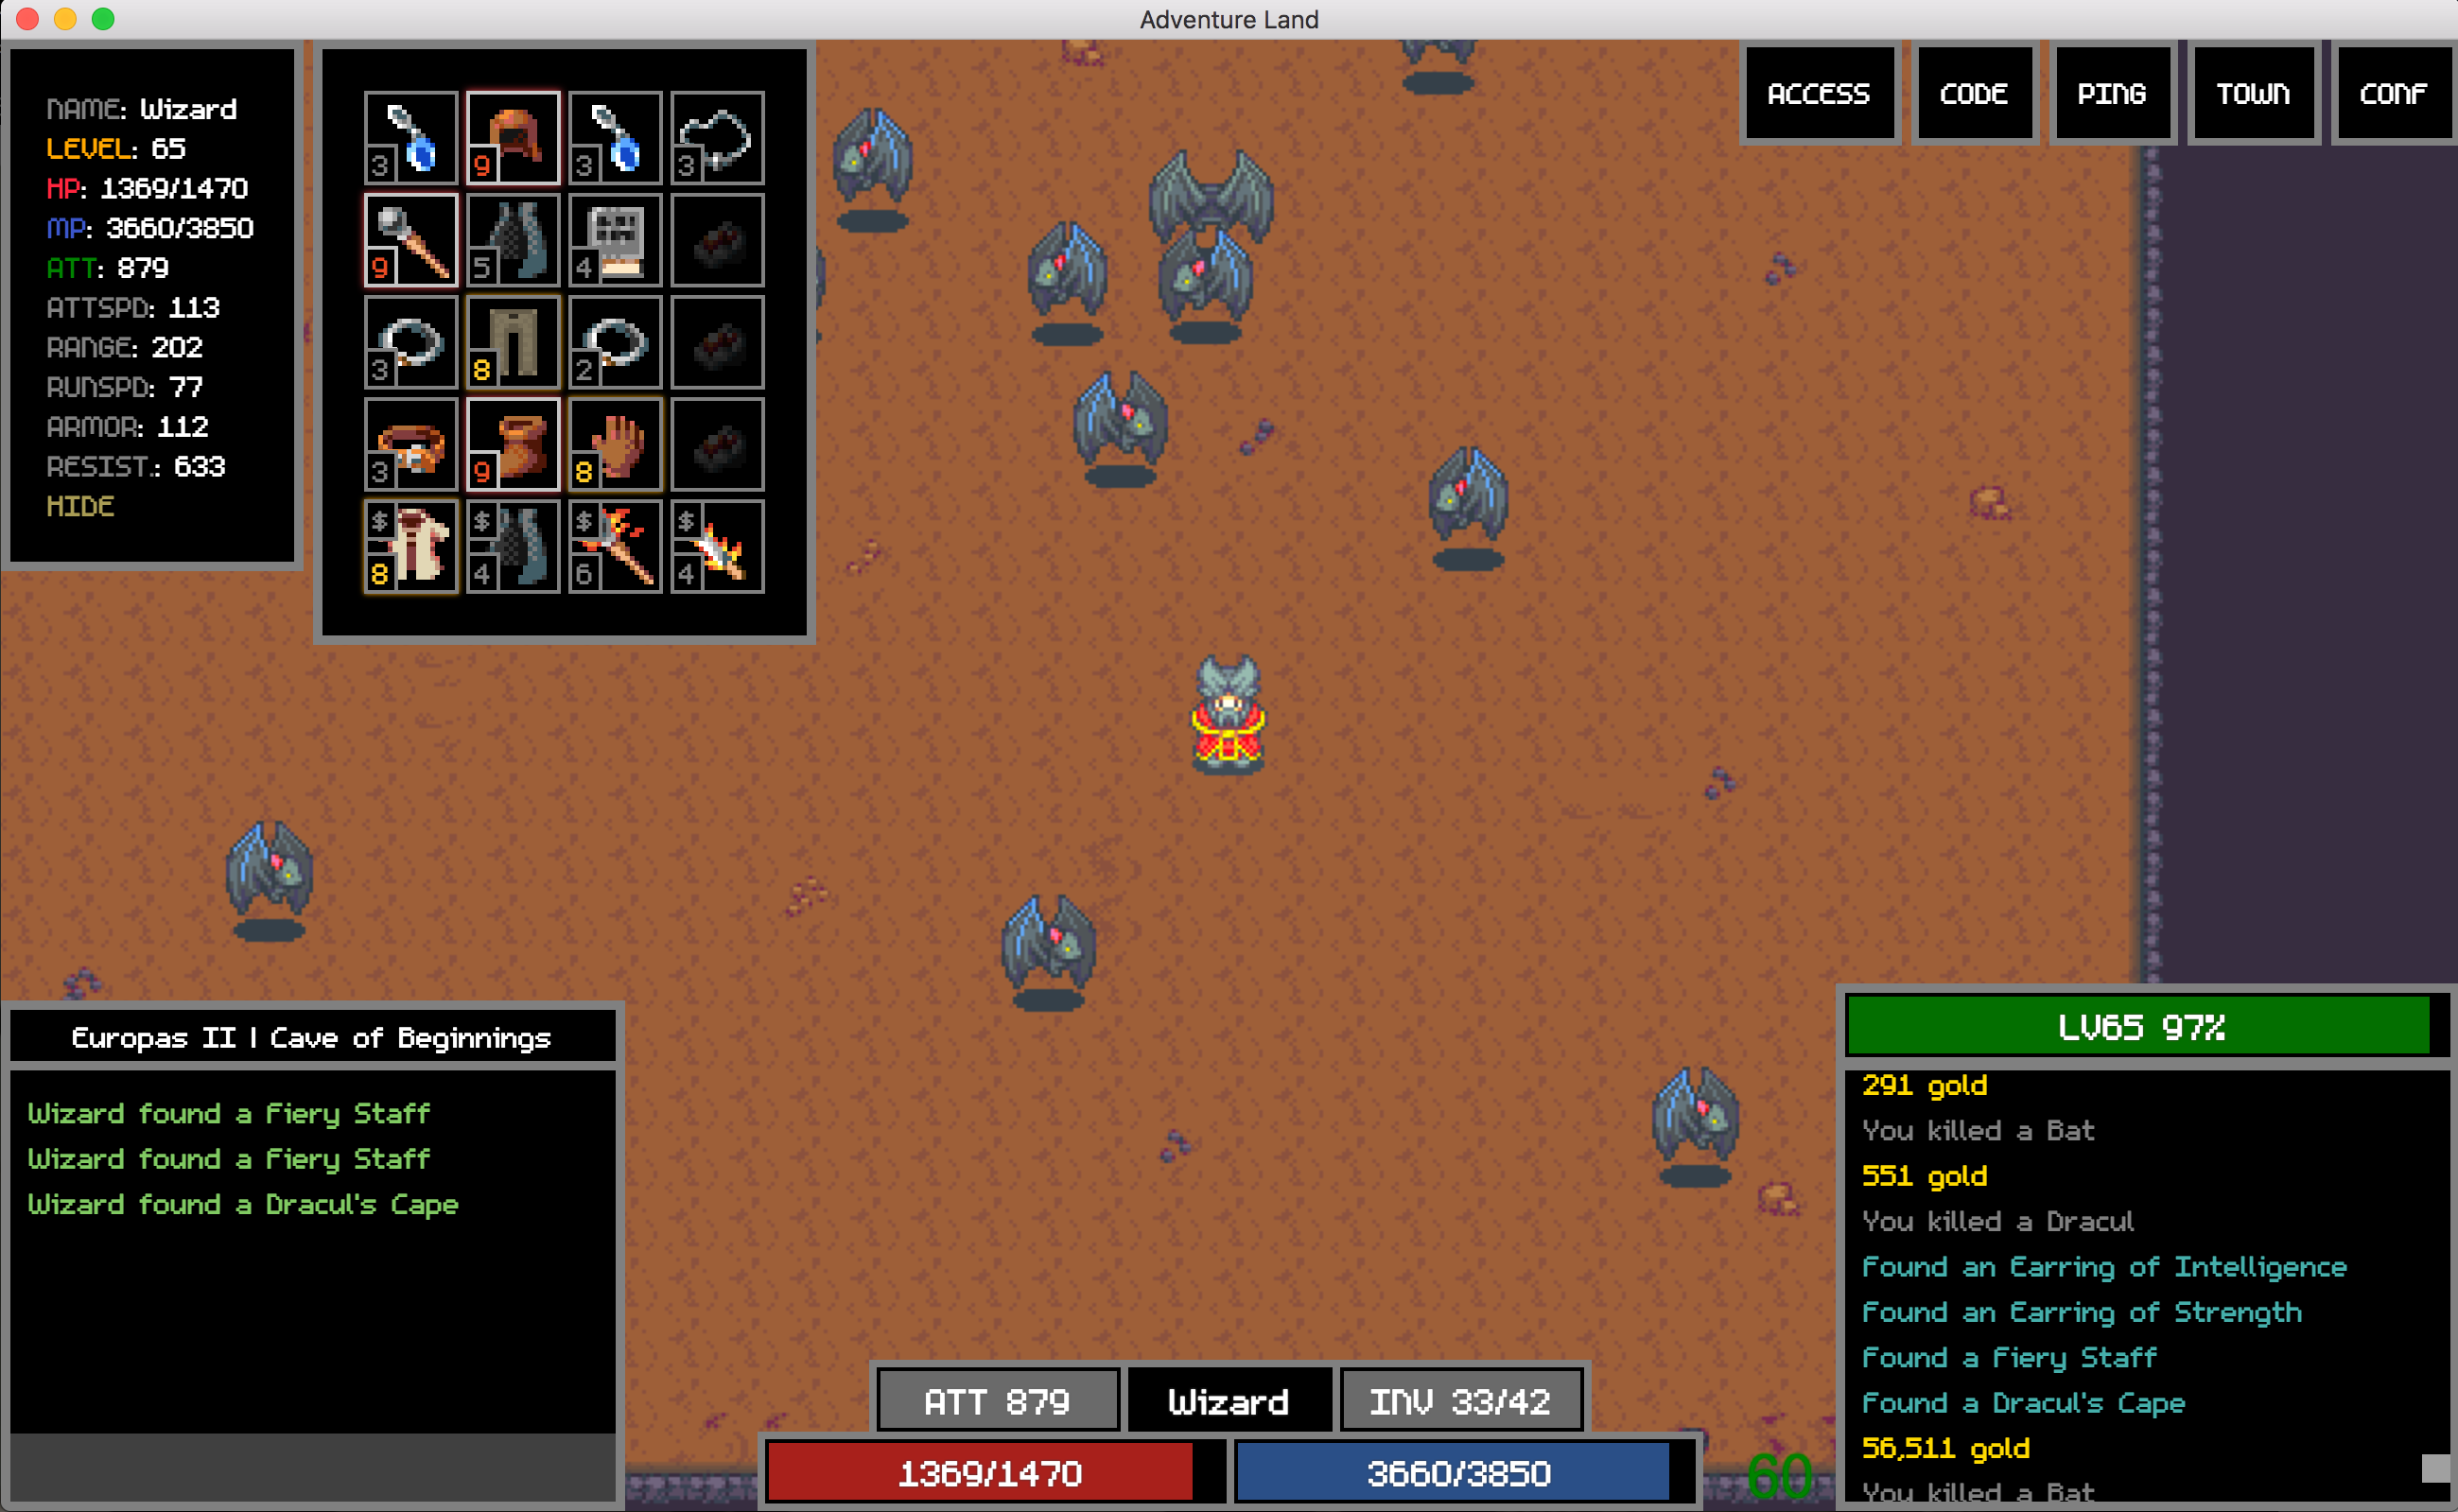 Adventure Land
NAME: Wizard
LEVEL: 65
HP: 1369/1470
MP: 3660/3850
ATT: 879
ATTSPD: 113
RANGE: 202
RUNSPD: 77
ARMOR: 112
RESIST.: 633
HIDE
3 9 3 3
9 5 4
3 8 2
3 9 8
$ $ $ $
8 4 6 4
ACCESS CODE PING TOWN CONF
Europas II | Cave of Beginnings
Wizard found a Fiery Staff
Wizard found a Fiery Staff
Wizard found a Dracul's Cape
ATT 879 Wizard INV 33/42
1369/1470 3660/3850
60
LV65 97%
291 gold
You killed a Bat
551 gold
You killed a Dracul
Found an Earring of Intelligence
Found an Earring of Strength
Found a Fiery Staff
Found a Dracul's Cape
56,511 gold
You killed a Bat